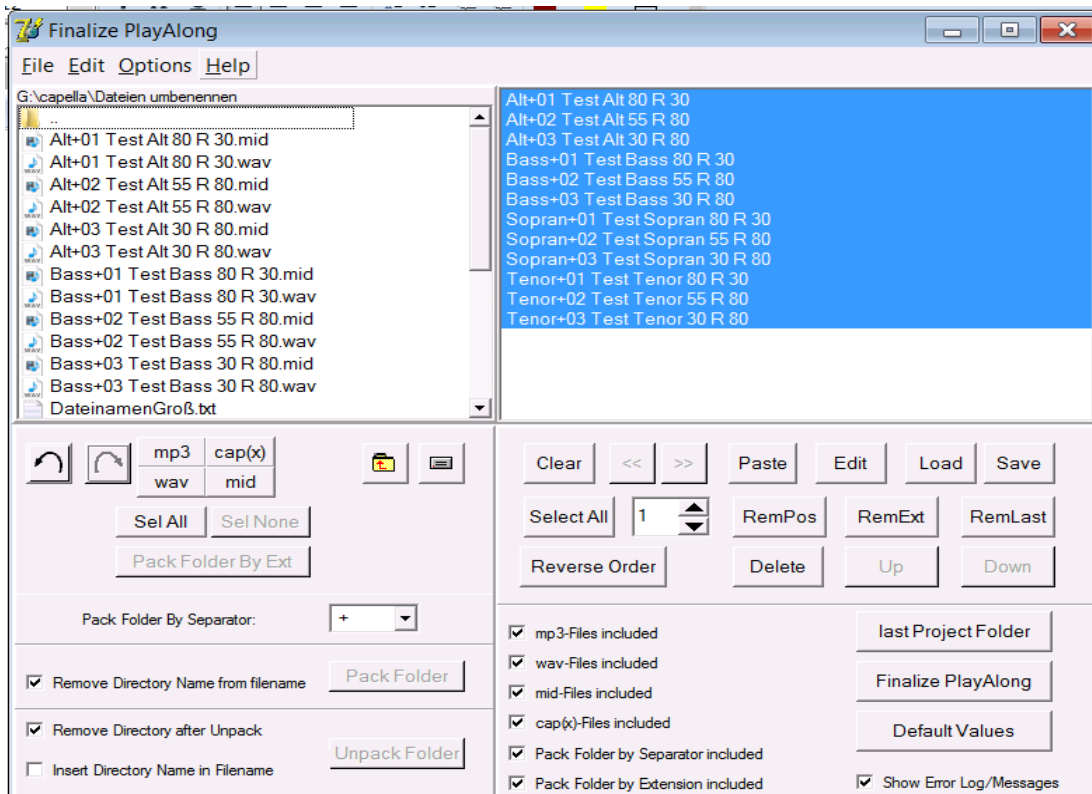 Finalize PlayAlong
File Edit Options Help
G:\capella\Dateien umbenennen
..
Alt+01 Test Alt 80 R 30.mid
Alt+01 Test Alt 80 R 30.wav
Alt+02 Test Alt 55 R 80.mid
Alt+02 Test Alt 55 R 80.wav
Alt+03 Test Alt 30 R 80.mid
Alt+03 Test Alt 30 R 80.wav
Bass+01 Test Bass 80 R 30.mid
Bass+01 Test Bass 80 R 30.wav
Bass+02 Test Bass 55 R 80.mid
Bass+02 Test Bass 55 R 80.wav
Bass+03 Test Bass 30 R 80.mid
Bass+03 Test Bass 30 R 80.wav
DateinamenGroß.txt
Alt+01 Test Alt 80 R 30
Alt+02 Test Alt 55 R 80
Alt+03 Test Alt 30 R 80
Bass+01 Test Bass 80 R 30
Bass+02 Test Bass 55 R 80
Bass+03 Test Bass 30 R 80
Sopran+01 Test Sopran 80 R 30
Sopran+02 Test Sopran 55 R 80
Sopran+03 Test Sopran 30 R 80
Tenor+01 Test Tenor 80 R 30
Tenor+02 Test Tenor 55 R 80
Tenor+03 Test Tenor 30 R 80
mp3 cap(x)
wav mid
Sel All Sel None
Pack Folder By Ext
Pack Folder By Separator: +
Remove Directory Name from filename Pack Folder
Remove Directory after Unpack
Unpack Folder
Insert Directory Name in Filename
Clear << >> Paste Edit Load Save
Select All 1 RemPos RemExt RemLast
Reverse Order Delete Up Down
mp3-Files included
wav-Files included
mid-Files included
cap(x)-Files included
Pack Folder by Separator included
Pack Folder by Extension included
last Project Folder
Finalize PlayAlong
Default Values
Show Error Log/Messages